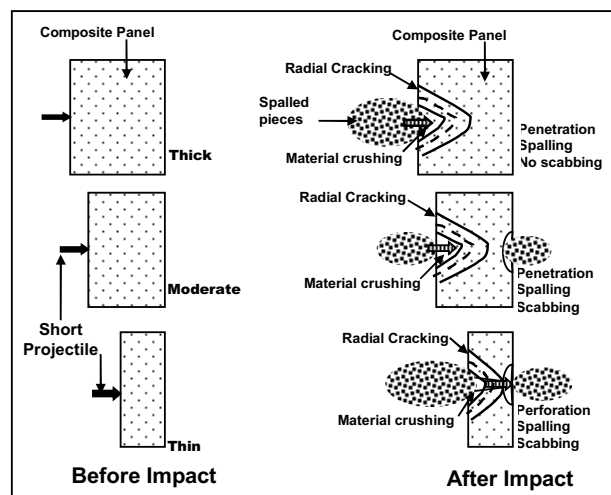 Composite Panel
Thick
Moderate
Short
Projectile
Thin
Before Impact
Composite Panel
Radial Cracking
Spalled
pieces
Material crushing
Penetration
Spalling
No scabbing
Radial Cracking
Material crushing
Penetration
Spalling
Scabbing
Radial Cracking
Material crushing
Perforation
Spalling
Scabbing
After Impact